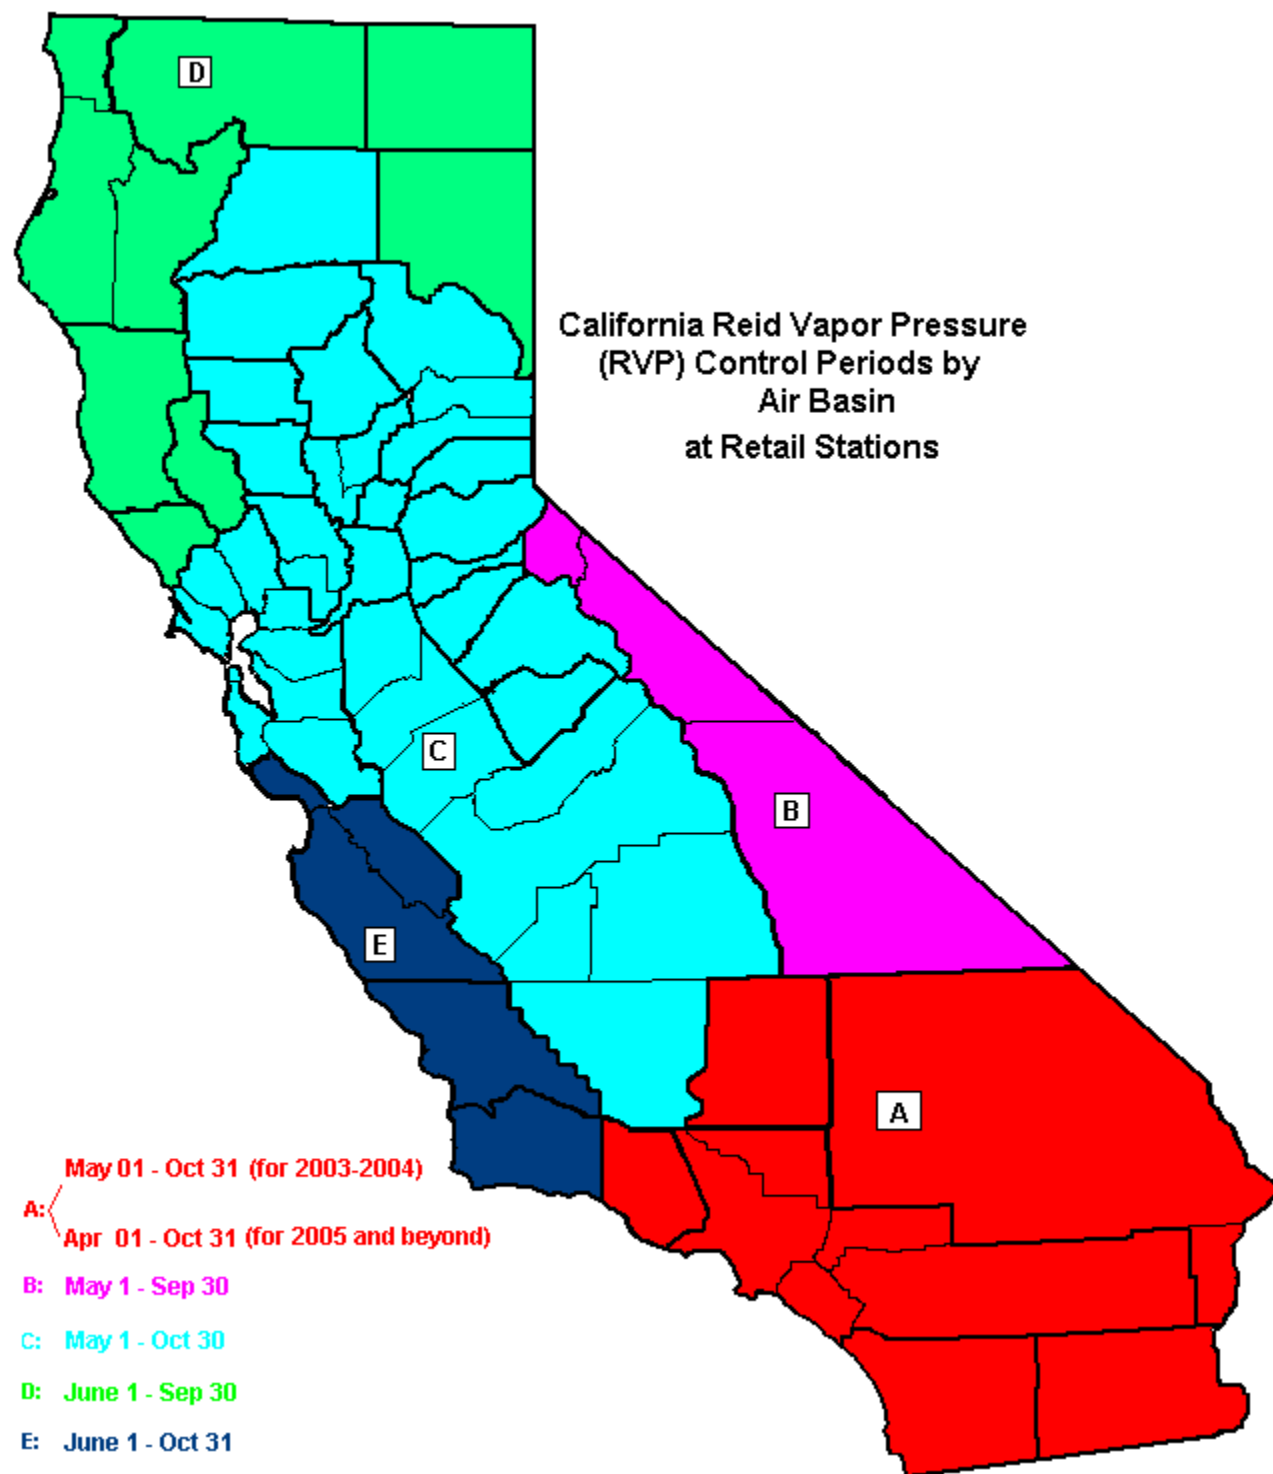 D
California Reid Vapor Pressure
(RVP) Control Periods by
Air Basin
at Retail Stations
C
B
E
A
May 01 - Oct 31 (for 2003-2004)
A:
Apr 01 - Oct 31 (for 2005 and beyond)
B: May 1 - Sep 30
C: May 1 - Oct 30
D: June 1 - Sep 30
E: June 1 - Oct 31